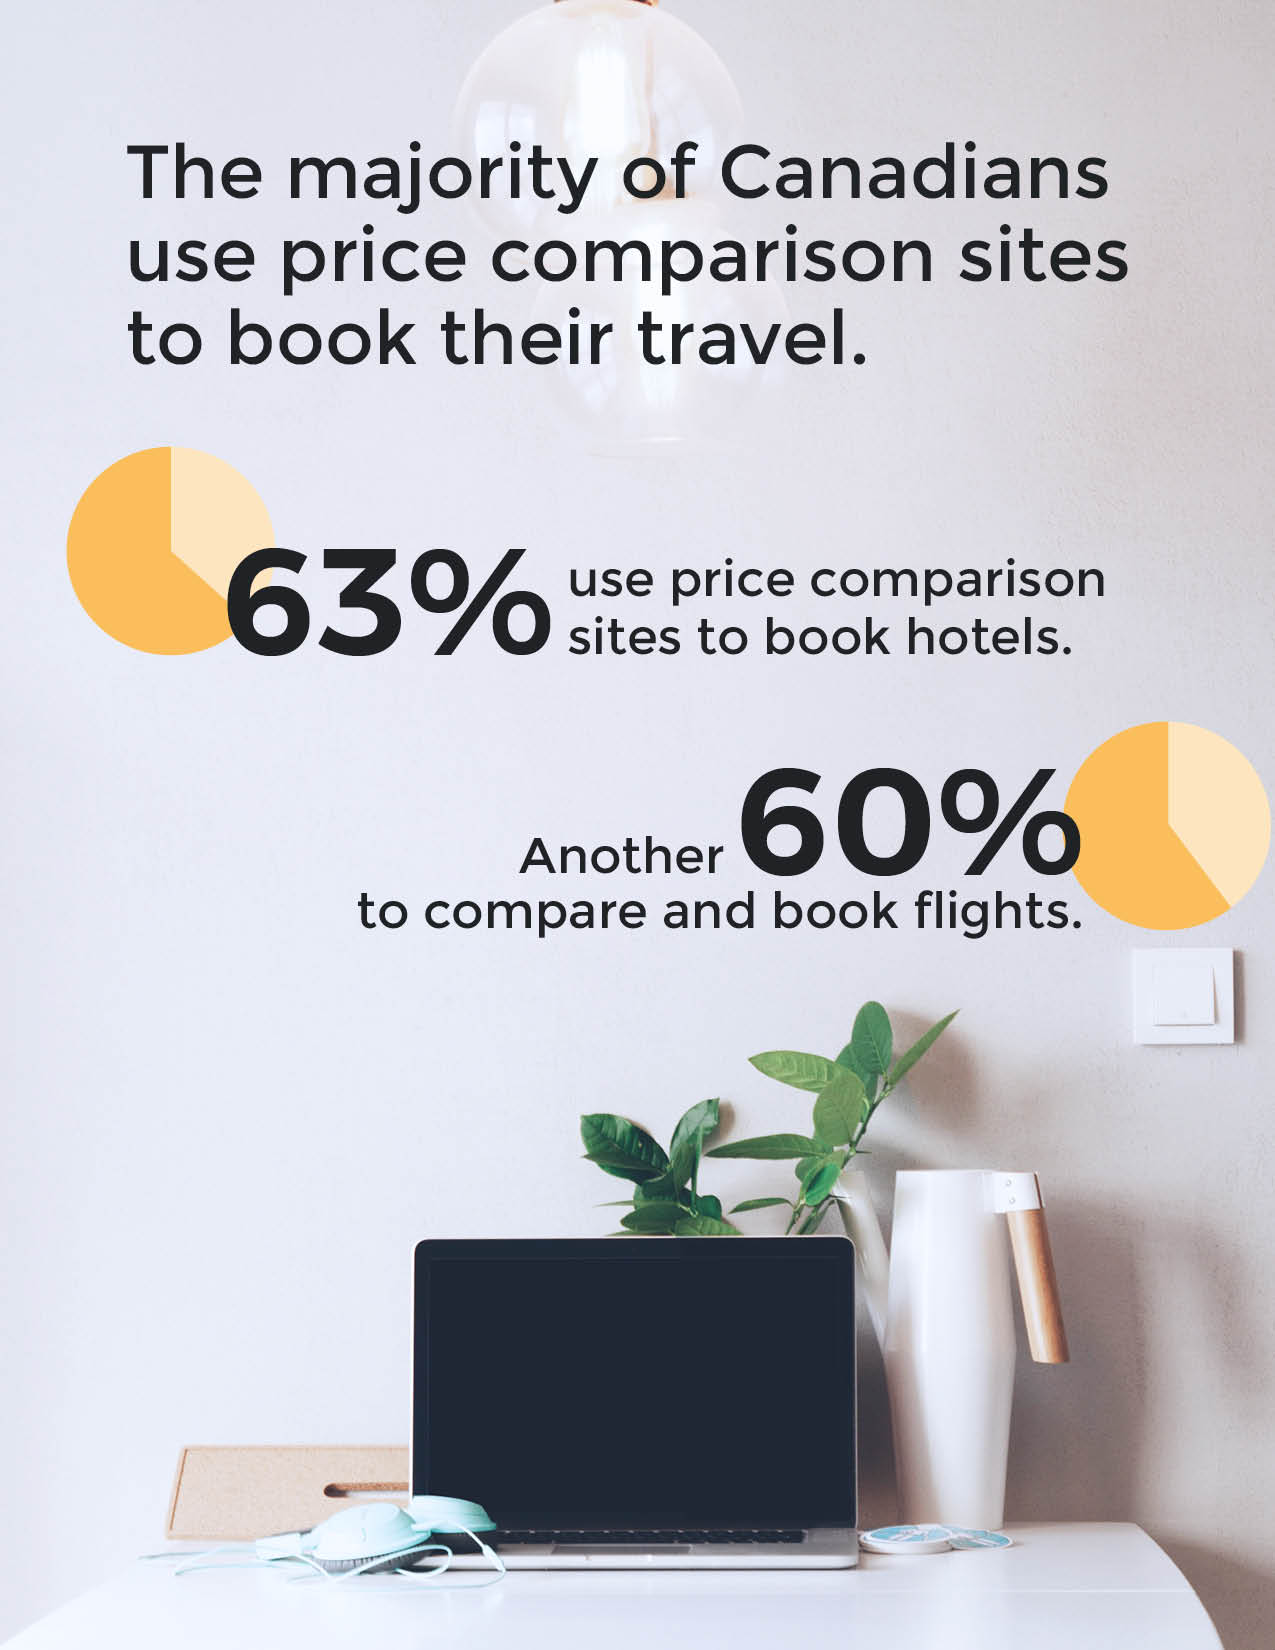 The majority of Canadians
use price comparison sites
to book their travel.
63% use price comparison
sites to book hotels.
Another 60%
to compare and book flights.